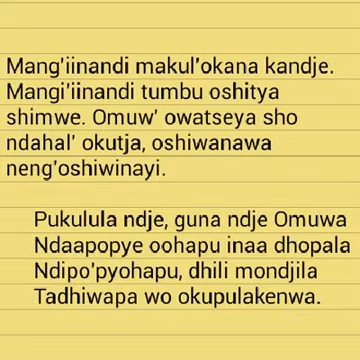 Mang'iinandi makul'okana kandje.
Mangi'iinandi tumbu oshitya
shimwe. Omuw' owatseya sho
ndahal' okutja, oshiwanawa
neng'oshiwinayi.
Pukulula ndje, guna ndje Omuwa
Ndaapopye oohapu inaa dhopala
Ndipo'pyohapu, dhili mondjila
Tadhiwapa wo okupulakenwa.